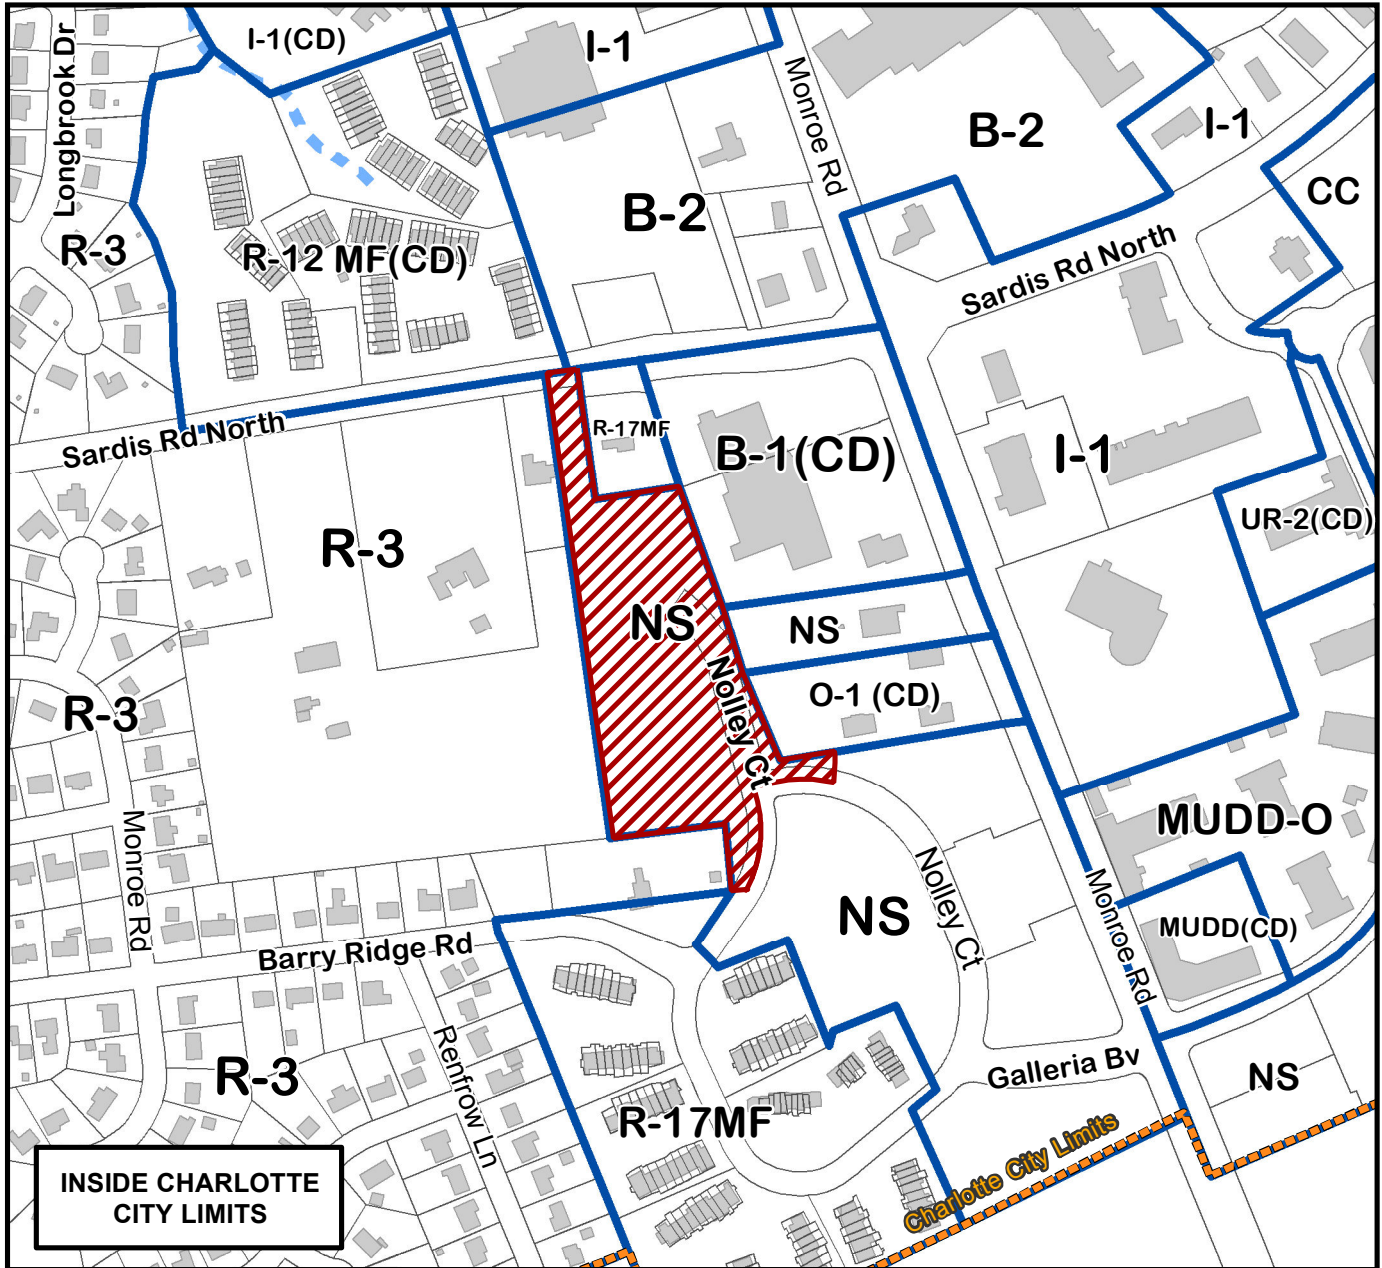 Longbrook Dr
I-1(CD)
I-1
Monroe Rd
B-2
I-1
CC
B-2
R-3
R-12 MF(CD)
Sardis Rd North
Sardis Rd North
R-17MF
B-1(CD)
I-1
R-3
UR-2(CD)
NS
NS
Nolley Ct
O-1 (CD)
R-3
Monroe Rd
MUDD-O
Nolley Ct
NS
Monroe Rd
MUDD(CD)
Barry Ridge Rd
Renfrow Ln
R-3
Galleria Bv
NS
R-17MF
Charlotte City Limits
INSIDE CHARLOTTE
CITY LIMITS